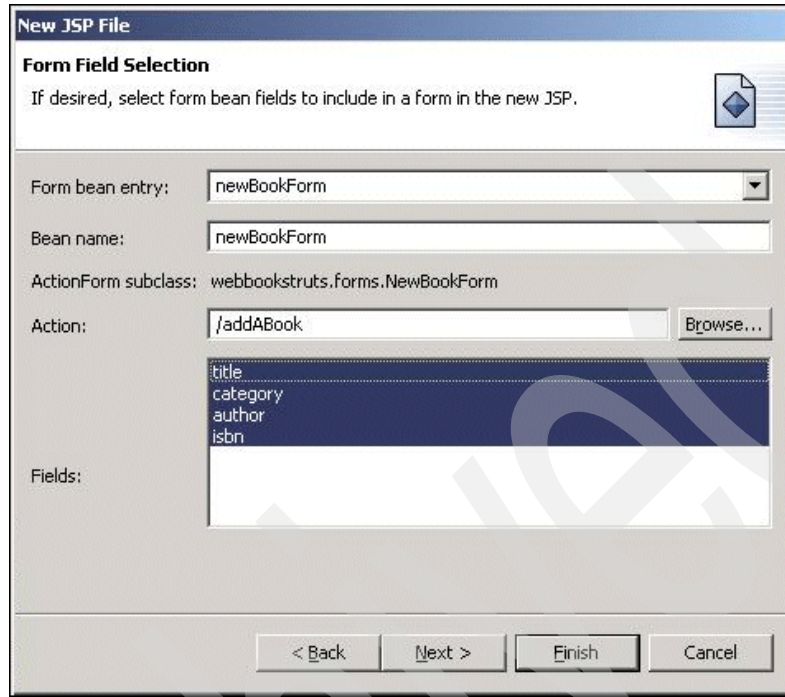 New JSP File
Form Field Selection
If desired, select form bean fields to include in a form in the new JSP.
Form bean entry: newBookForm
Bean name: newBookForm
ActionForm subclass: webbookstruts.forms.NewBookForm
Action: /addABook Browse...
title
category
author
isbn
Fields:
< Back Next > Finish Cancel